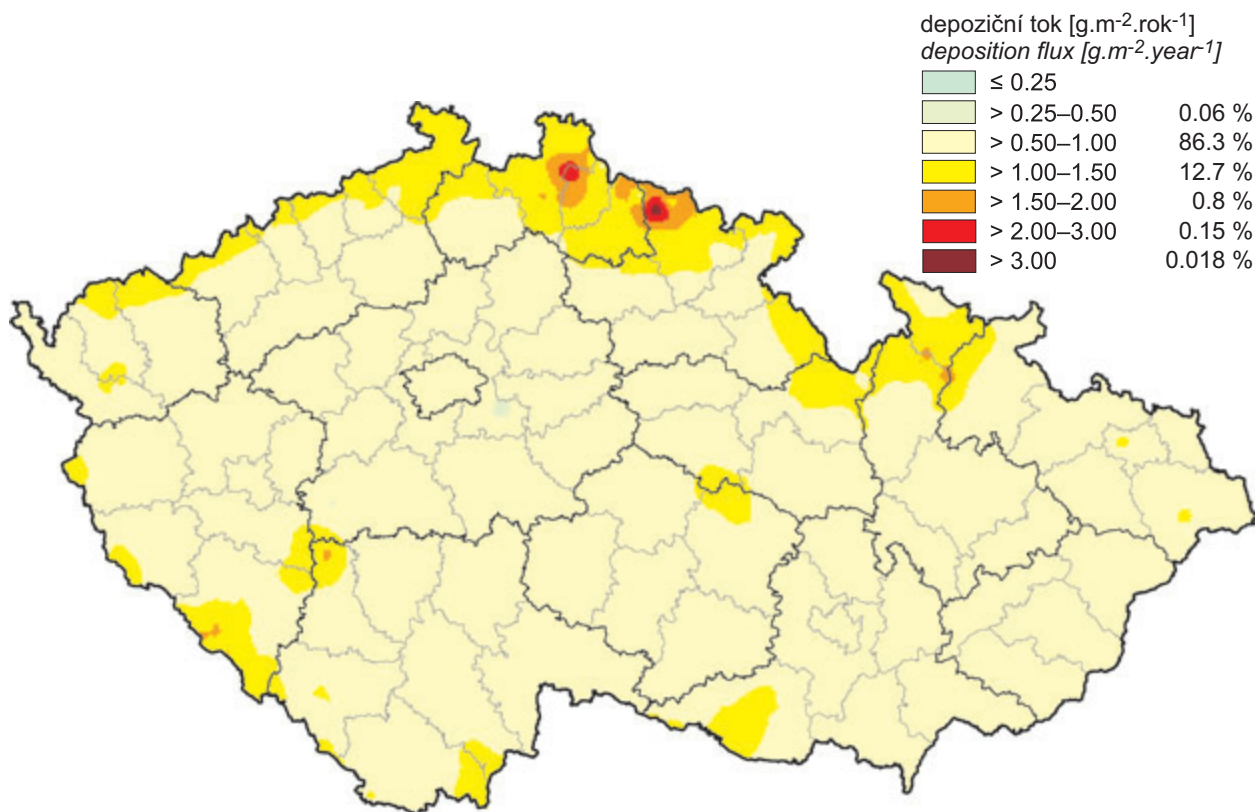 depoziční tok [g.m-2.rok-1]
deposition flux [g.m-2.year-1]
≤ 0.25
> 0.25–0.50 0.06 %
> 0.50–1.00 86.3 %
> 1.00–1.50 12.7 %
> 1.50–2.00 0.8 %
> 2.00–3.00 0.15 %
> 3.00 0.018 %